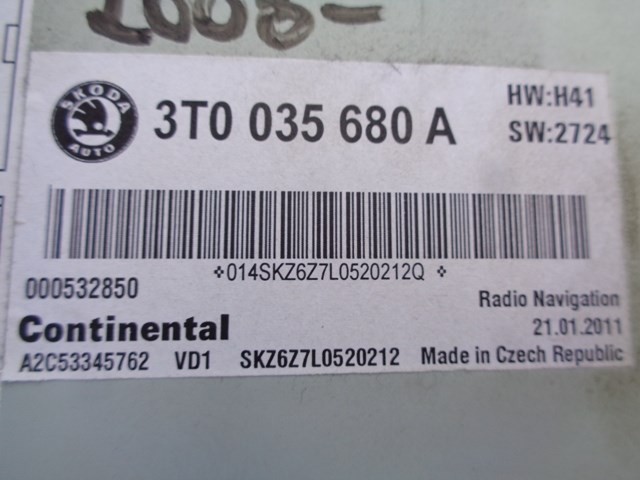 2008-
SKODA
AUTO
3T0 035 680 A
HW:H41
SW:2724
014SKZ6Z7L0520212Q
000532850
Radio Navigation
Continental
21.01.2011
A2C53345762 VD1 SKZ6Z7L0520212 Made in Czech Republic